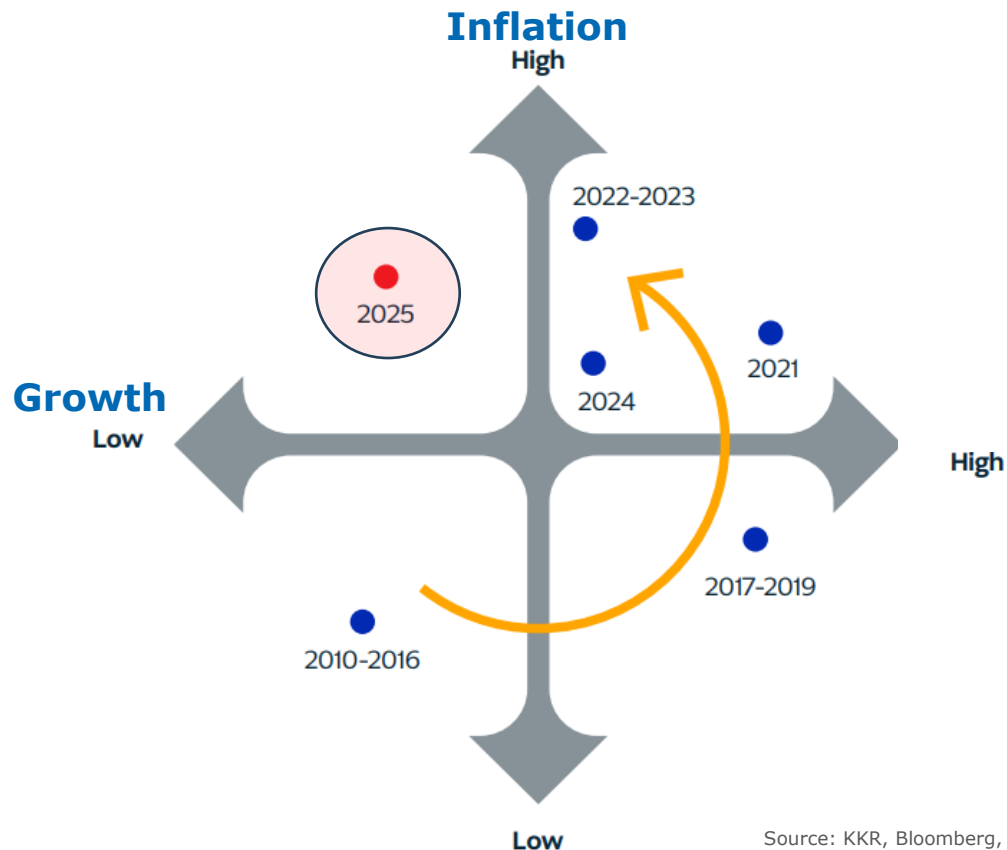 Inflation
High
2022-2023
2025
2021
2024
Growth
Low
High
2017-2019
2010-2016
Low
Source: KKR, Bloomberg,